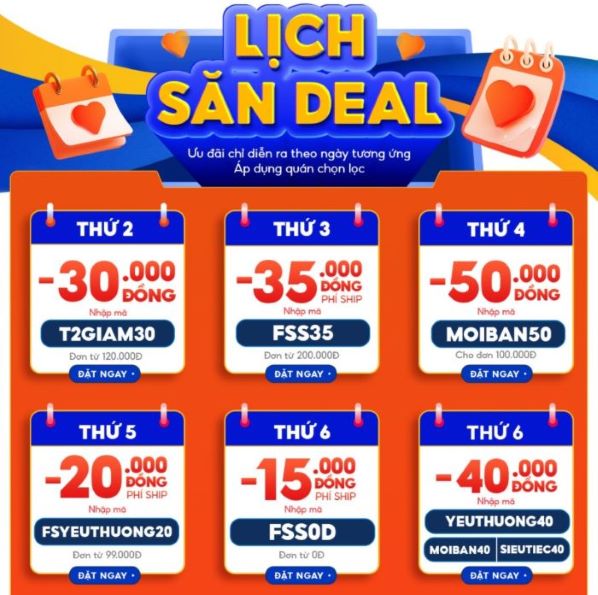 LỊCH
SĂN DEAL
Ưu đãi chỉ diễn ra theo ngày tương ứng
Áp dụng quán chọn lọc
THỨ 2
-30.000 ĐỒNG
Nhập mã
T2GIAM30
Đơn từ 120.000Đ
ĐẶT NGAY
THỨ 3
-35.000 ĐỒNG
PHÍ SHIP
Nhập mã
FSS35
Đơn từ 200.000Đ
ĐẶT NGAY
THỨ 4
-50.000 ĐỒNG
Nhập mã
MOIBAN50
Cho đơn 100.000Đ
ĐẶT NGAY
THỨ 5
-20.000 ĐỒNG
PHÍ SHIP
Nhập mã
FSYEUTHUONG20
Đơn từ 99.000Đ
ĐẶT NGAY
THỨ 6
-15.000 ĐỒNG
PHÍ SHIP
Nhập mã
FSS0D
Đơn từ 0Đ
ĐẶT NGAY
THỨ 6
-40.000 ĐỒNG
Nhập mã
YEUTHUONG40
MOIBAN40 SIEUTIEC40
ĐẶT NGAY